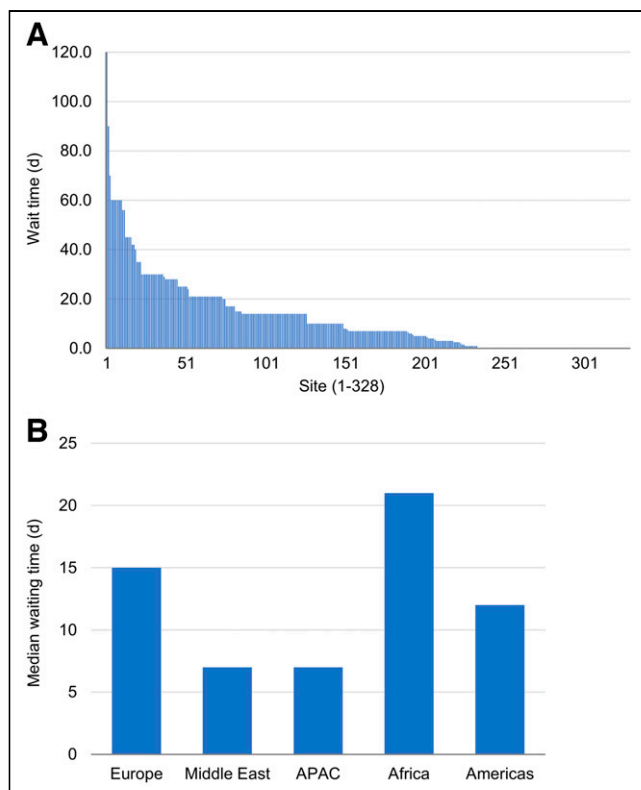 A
Wait time (d)
120.0
100.0
80.0
60.0
40.0
20.0
0.0
1 51 101 151 201 251 301
Site (1-328)
B
Median waiting time (d)
25
20
15
10
5
0
Europe Middle East APAC Africa Americas